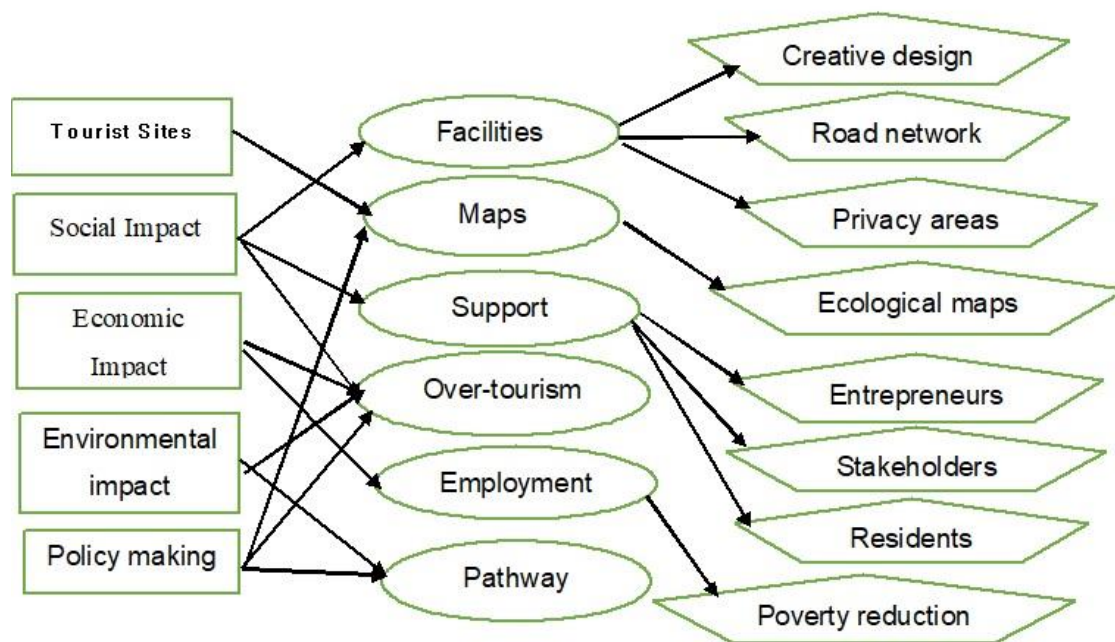 Tourist Sites
Social Impact
Economic
Impact
Environmental
impact
Policy making
Facilities
Maps
Support
Over-tourism
Employment
Pathway
Creative design
Road network
Privacy areas
Ecological maps
Entrepreneurs
Stakeholders
Residents
Poverty reduction